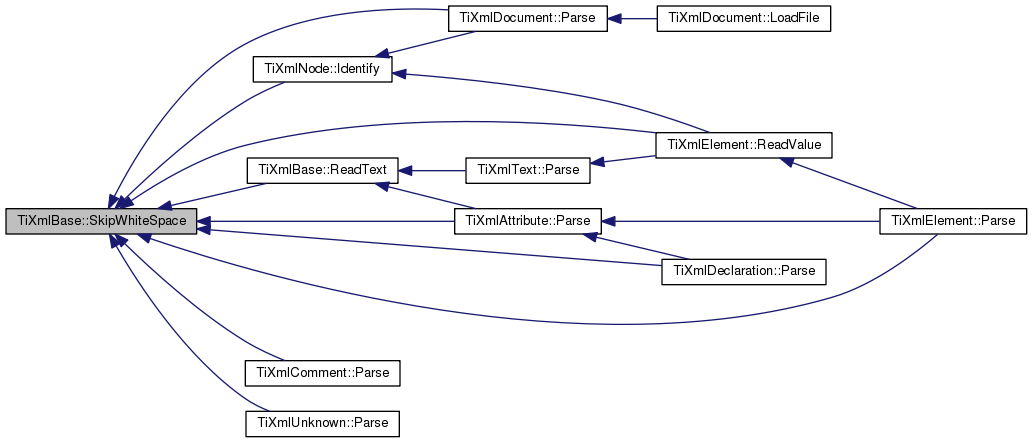 TiXmlDocument::Parse
TiXmlDocument::LoadFile
TiXmlNode::Identify
TiXmlElement::ReadValue
TiXmlBase::ReadText
TiXmlText::Parse
TiXmlBase::SkipWhiteSpace
TiXmlAttribute::Parse
TiXmlElement::Parse
TiXmlDeclaration::Parse
TiXmlComment::Parse
TiXmlUnknown::Parse